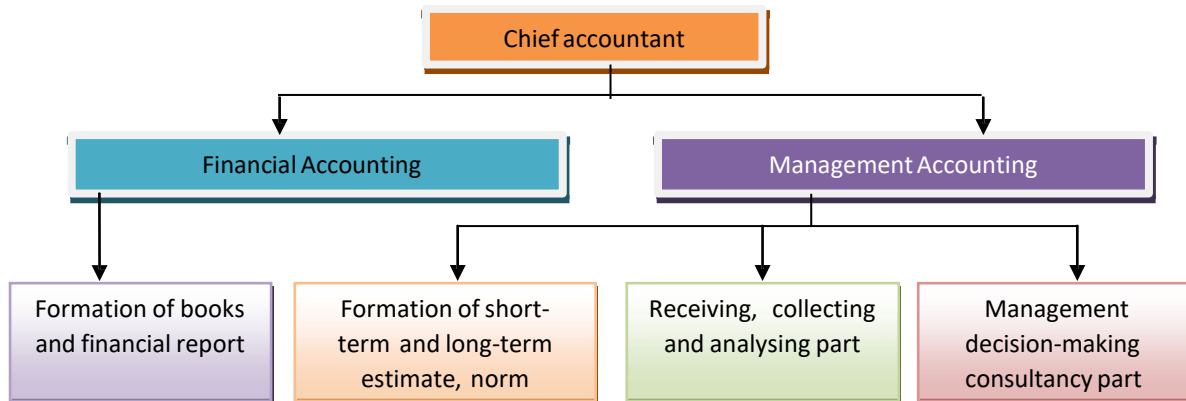 Chief accountant
Financial Accounting
Management Accounting
Formation of books
and financial report
Formation of short-
term and long-term
estimate, norm
Receiving, collecting
and analysing part
Management
decision-making
consultancy part